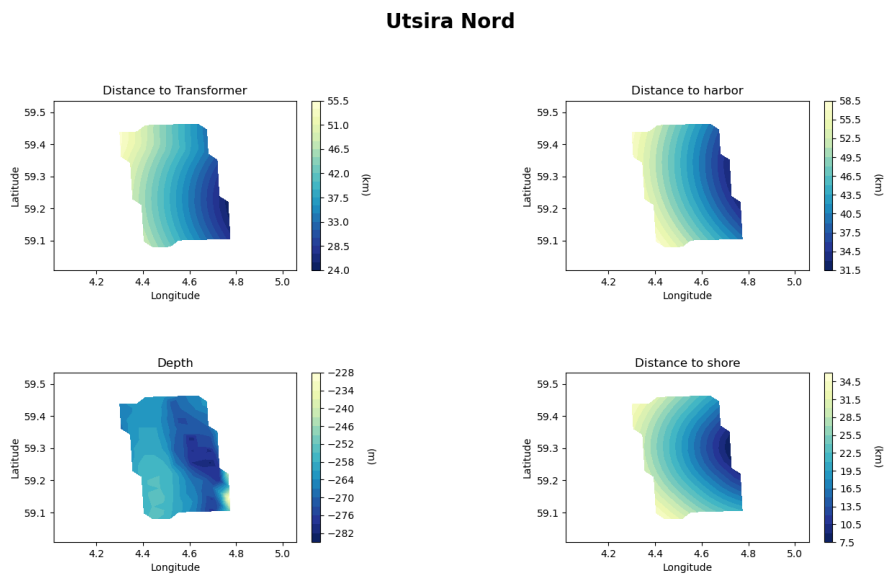 Utsira Nord
Distance to Transformer
59.5
59.4
59.3
59.2
59.1
Latitude
4.2 4.4 4.6 4.8 5.0
Longitude
55.5
51.0
46.5
42.0
37.5
33.0
28.5
24.0
(km)
Distance to harbor
59.5
59.4
59.3
59.2
59.1
Latitude
4.2 4.4 4.6 4.8 5.0
Longitude
58.5
55.5
52.5
49.5
46.5
43.5
40.5
37.5
34.5
31.5
(km)
Depth
59.5
59.4
59.3
59.2
59.1
Latitude
4.2 4.4 4.6 4.8 5.0
Longitude
−228
−234
−240
−246
−252
−258
−264
−270
−276
−282
(m)
Distance to shore
59.5
59.4
59.3
59.2
59.1
Latitude
4.2 4.4 4.6 4.8 5.0
Longitude
34.5
31.5
28.5
25.5
22.5
19.5
16.5
13.5
10.5
7.5
(km)